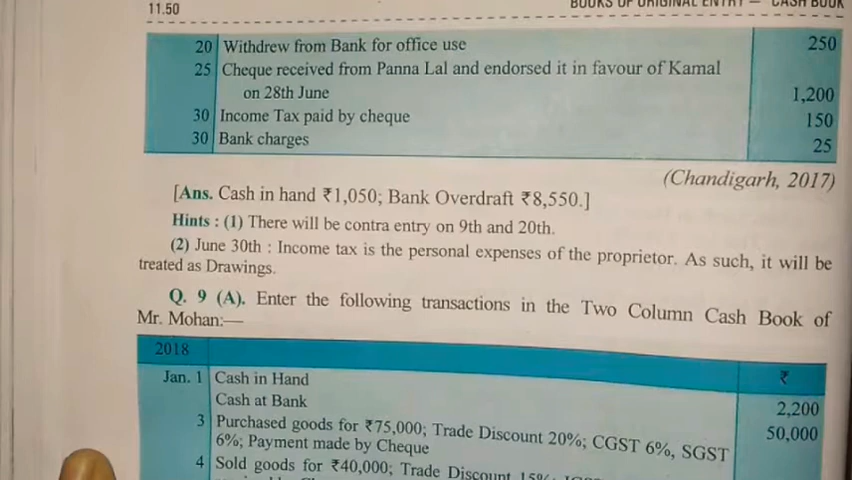 11.50 BOOKS OF ORIGINAL ENTRY — CASH BOOK
20 Withdrew from Bank for office use 250
25 Cheque received from Panna Lal and endorsed it in favour of Kamal
on 28th June 1,200
30 Income Tax paid by cheque 150
30 Bank charges 25
(Chandigarh, 2017)
[Ans. Cash in hand ₹1,050; Bank Overdraft ₹8,550.]
Hints : (1) There will be contra entry on 9th and 20th.
(2) June 30th : Income tax is the personal expenses of the proprietor. As such, it will be
treated as Drawings.
Q. 9 (A). Enter the following transactions in the Two Column Cash Book of
Mr. Mohan:—
2018 ₹
Jan. 1 Cash in Hand 2,200
Cash at Bank 50,000
3 Purchased goods for ₹75,000; Trade Discount 20%; CGST 6%, SGST
6%; Payment made by Cheque
4 Sold goods for ₹40,000; Trade Discount 15%;